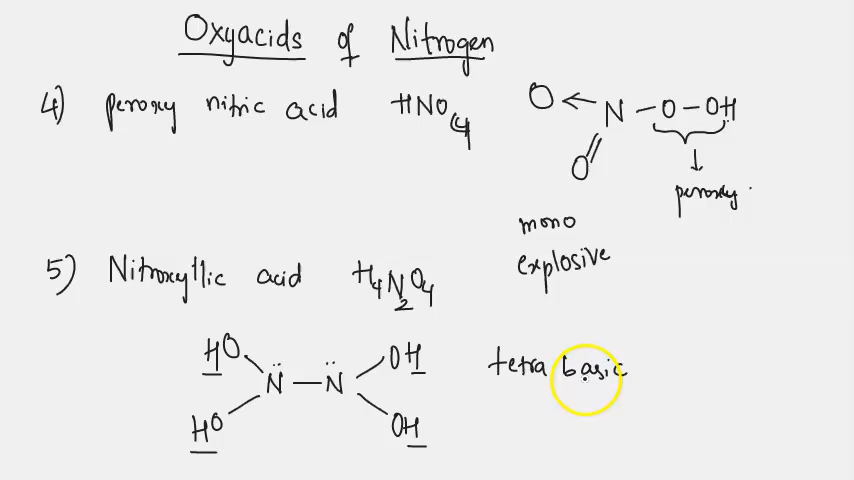 Oxyacids of Nitrogen
4) peroxy nitric acid HNO4
O ← N - O - OH
O
peroxy
mono
explosive
5) Nitroxyllic acid H4N2O4
HO OH
N — N
HO OH
tetra basic